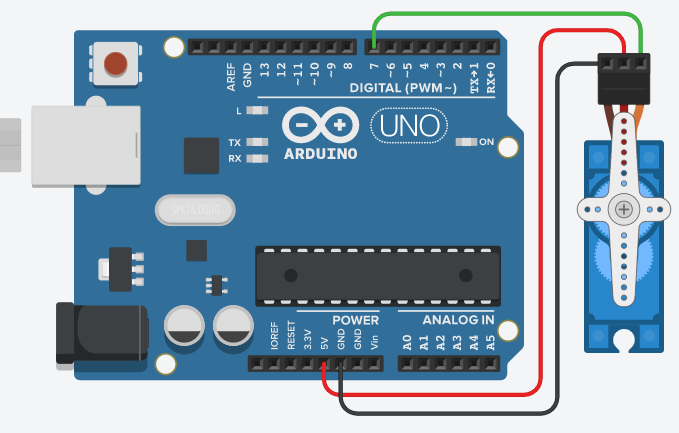 AREF
GND
13
12
~11
~10
~9
8
7
~6
~5
4
~3
2
TX→1
RX←0
DIGITAL (PWM~)
L
TX
RX
ARDUINO
UNO
ON
POWER
ANALOG IN
IOREF
RESET
3.3V
5V
GND
GND
Vin
A0
A1
A2
A3
A4
A5